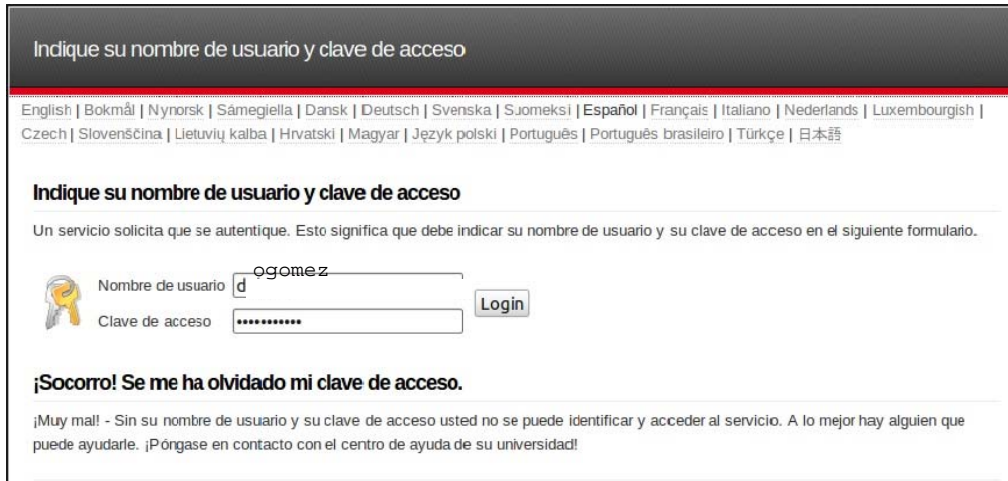 Indique su nombre de usuario y clave de acceso
English | Bokmål | Nynorsk | Sámegiella | Dansk | Deutsch | Svenska | Suomeksi | Español | Français | Italiano | Nederlands | Luxembourgish |
Czech | Slovenščina | Lietuvių kalba | Hrvatski | Magyar | Język polski | Português | Português brasileiro | Türkçe | 日本語
Indique su nombre de usuario y clave de acceso
Un servicio solicita que se autentique. Esto significa que debe indicar su nombre de usuario y su clave de acceso en el siguiente formulario.
ogomez
Nombre de usuario d
Login
Clave de acceso •••••••••••
¡Socorro! Se me ha olvidado mi clave de acceso.
¡Muy mal! - Sin su nombre de usuario y su clave de acceso usted no se puede identificar y acceder al servicio. A lo mejor hay alguien que
puede ayudarle. ¡Póngase en contacto con el centro de ayuda de su universidad!